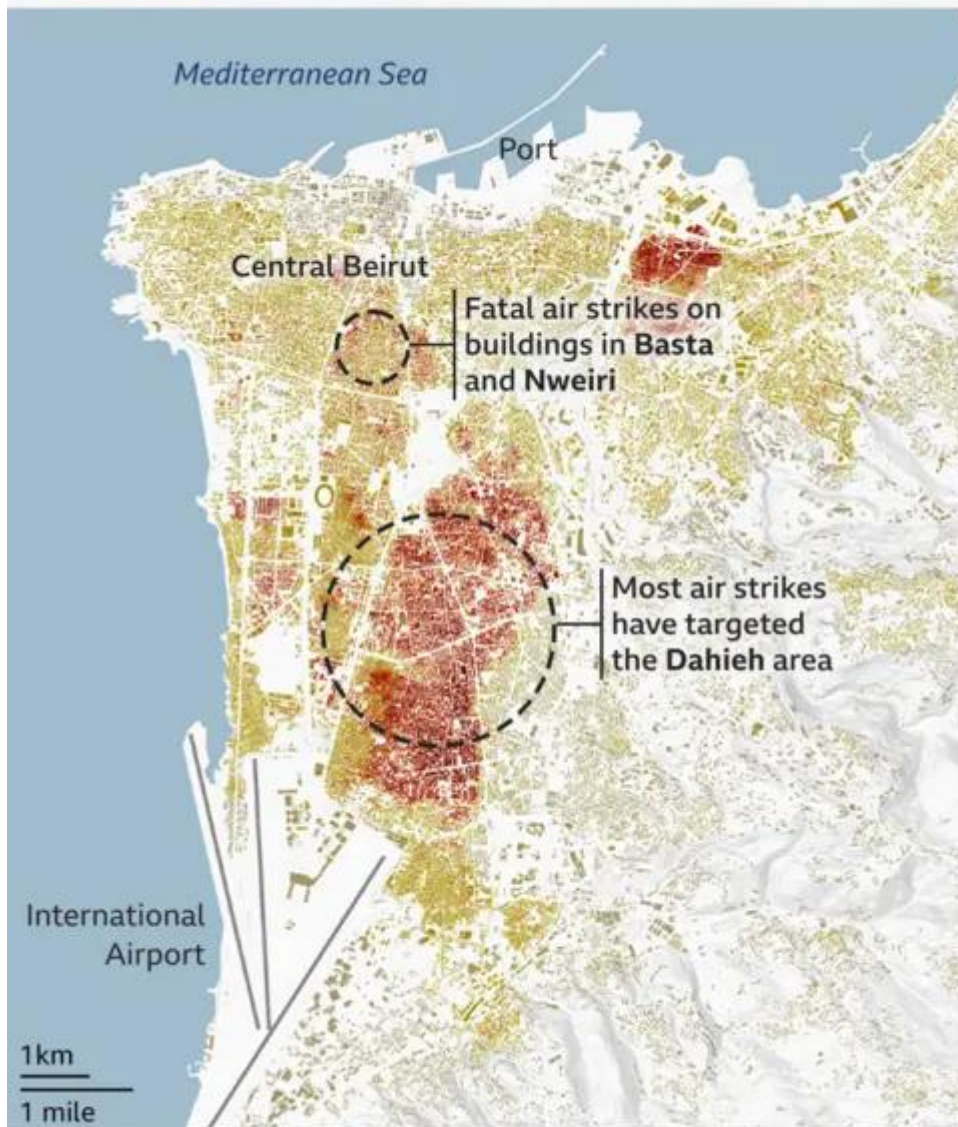 Mediterranean Sea
Port
Central Beirut
Fatal air strikes on
buildings in Basta
and Nweiri
Most air strikes
have targeted
the Dahieh area
International
Airport
1km
1 mile